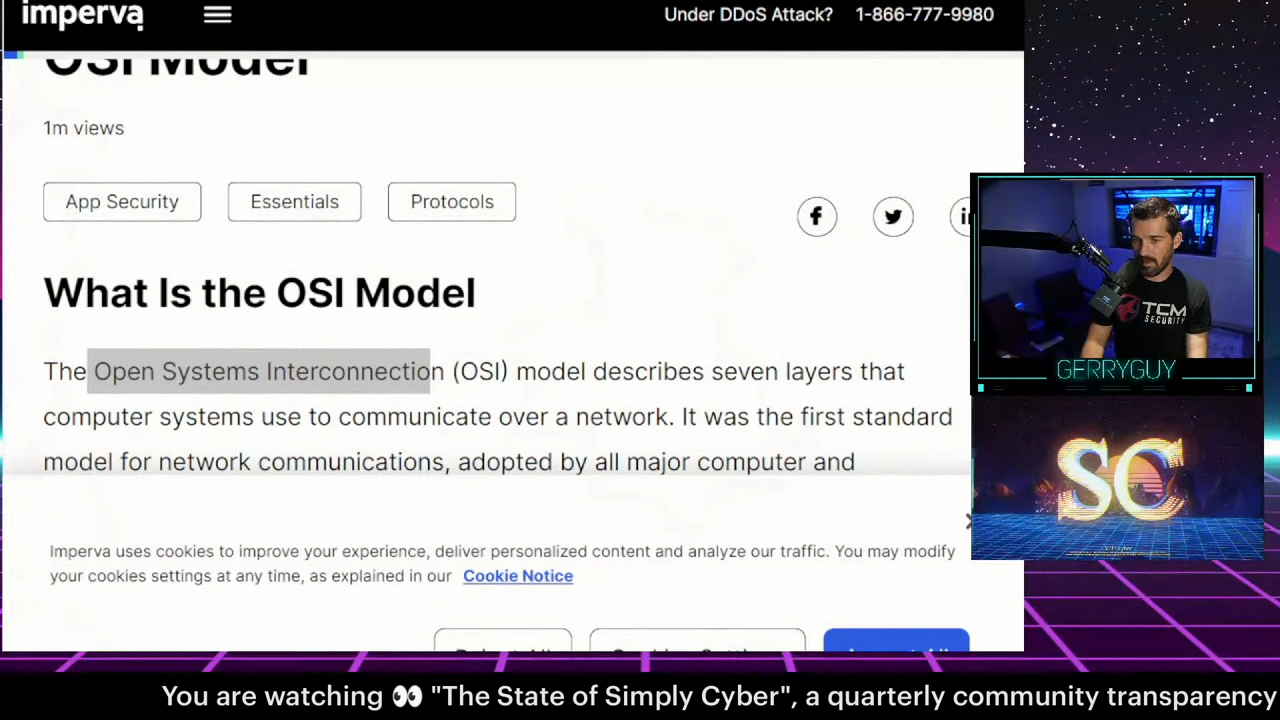 imperva
Under DDoS Attack? 1-866-777-9980
OSI Model
1m views
App Security
Essentials
Protocols
What Is the OSI Model
The Open Systems Interconnection (OSI) model describes seven layers that
computer systems use to communicate over a network. It was the first standard
model for network communications, adopted by all major computer and
Imperva uses cookies to improve your experience, deliver personalized content and analyze our traffic. You may modify
your cookies settings at any time, as explained in our Cookie Notice
TCM
SECURITY
GERRYGUY
SC
You are watching 👀 "The State of Simply Cyber", a quarterly community transparency